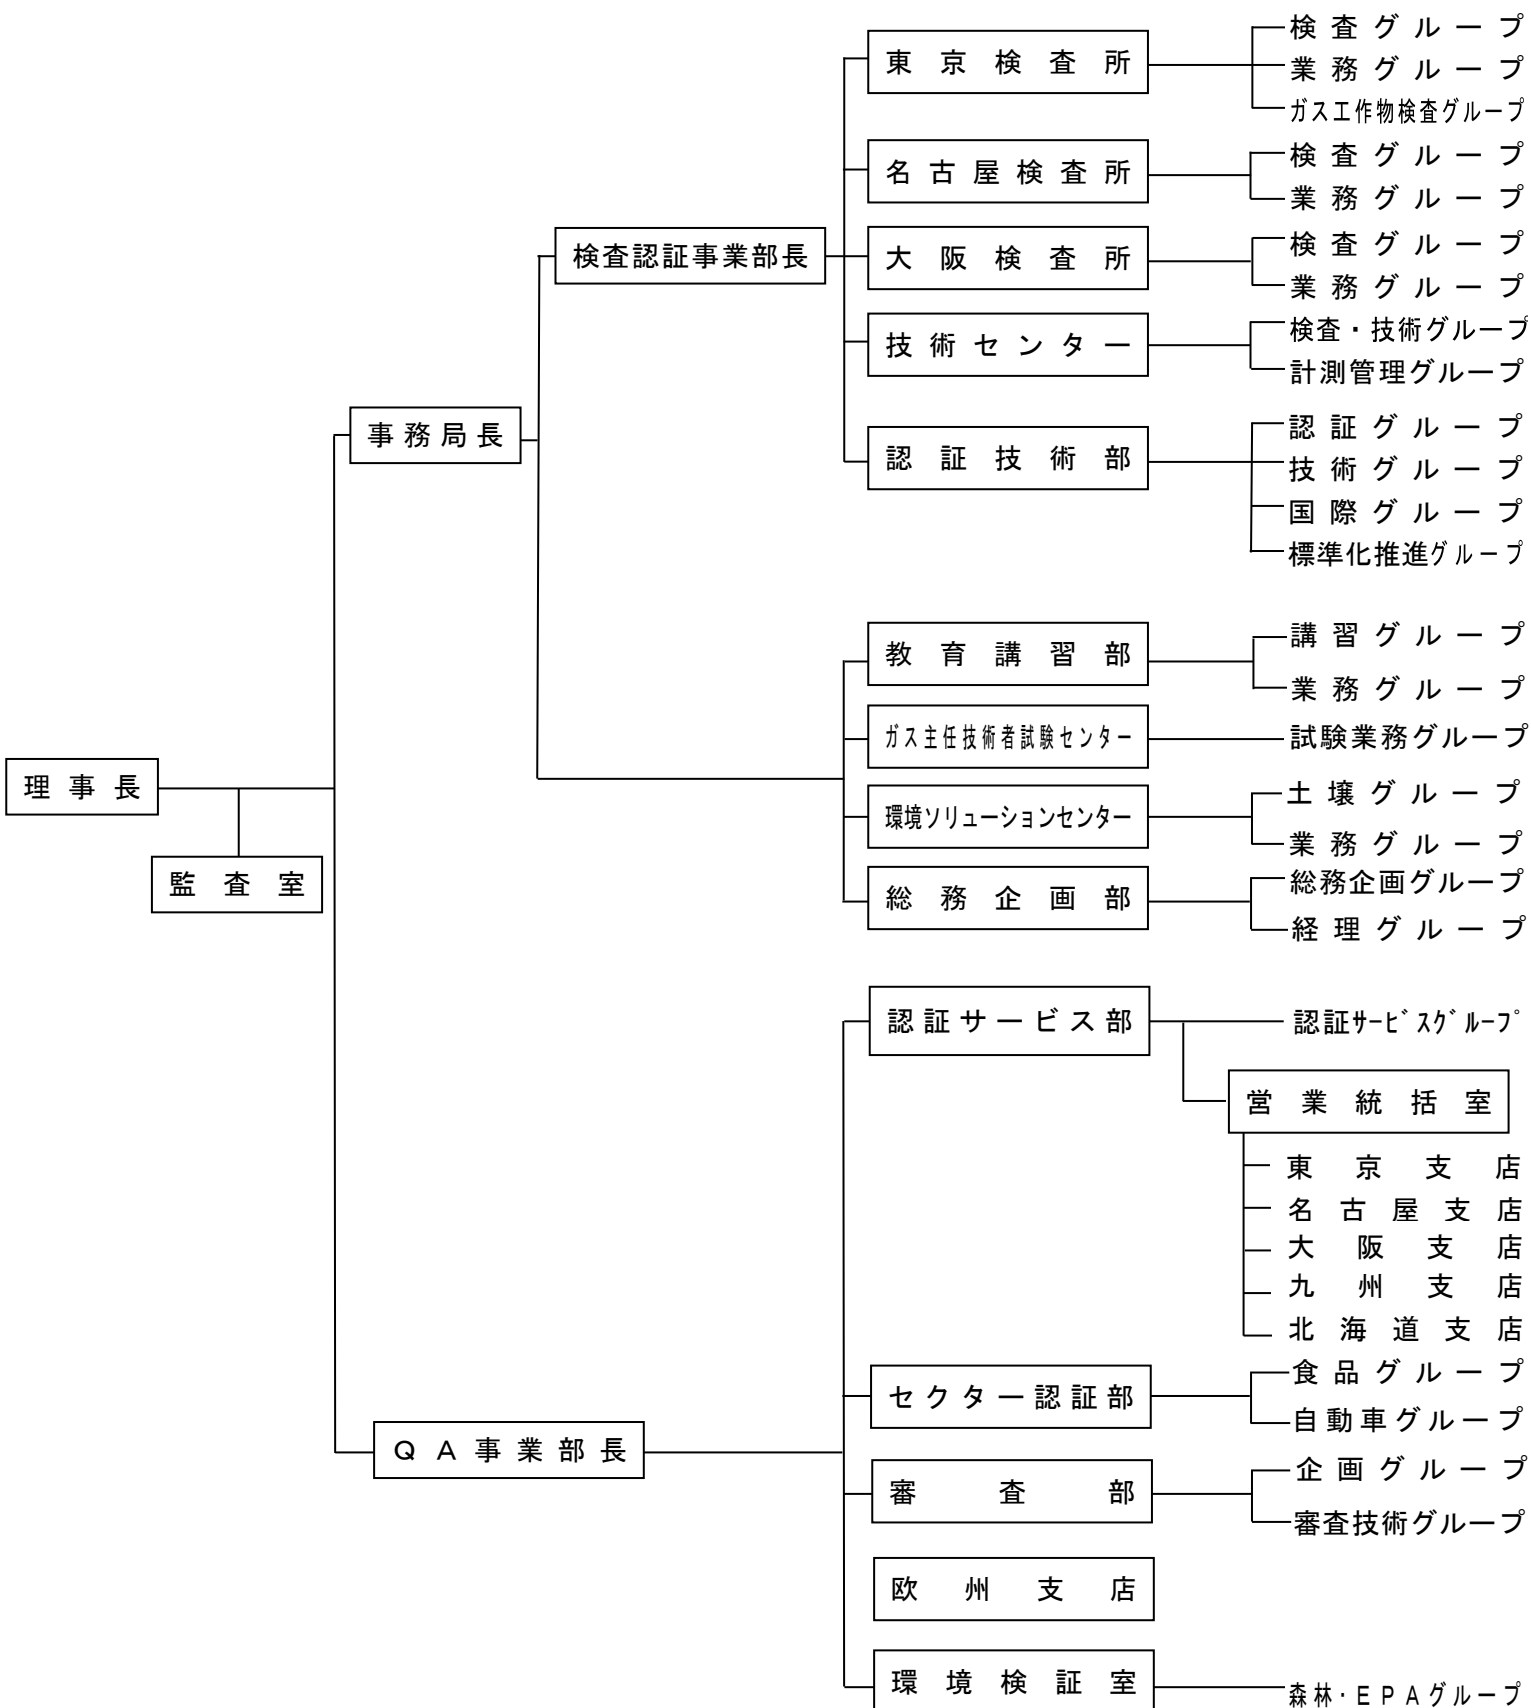 検査グループ
東京検査所
業務グループ
ガス工作物検査グループ
検査グループ
名古屋検査所
業務グループ
検査グループ
検査認証事業部長
大阪検査所
業務グループ
検査・技術グループ
技術センター
計測管理グループ
認証グループ
事務局長
認証技術部
技術グループ
国際グループ
標準化推進グループ
講習グループ
教育講習部
業務グループ
ガス主任技術者試験センター
試験業務グループ
理事長
土壌グループ
環境ソリューションセンター
業務グループ
監査室
総務企画グループ
総務企画部
経理グループ
認証サービス部
認証ｻｰﾋﾞｽｸﾞﾙｰﾌﾟ
営業統括室
東京支店
名古屋支店
大阪支店
九州支店
北海道支店
食品グループ
セクター認証部
自動車グループ
ＱＡ事業部長
企画グループ
審査部
審査技術グループ
欧州支店
環境検証室
森林・ＥＰＡグループ